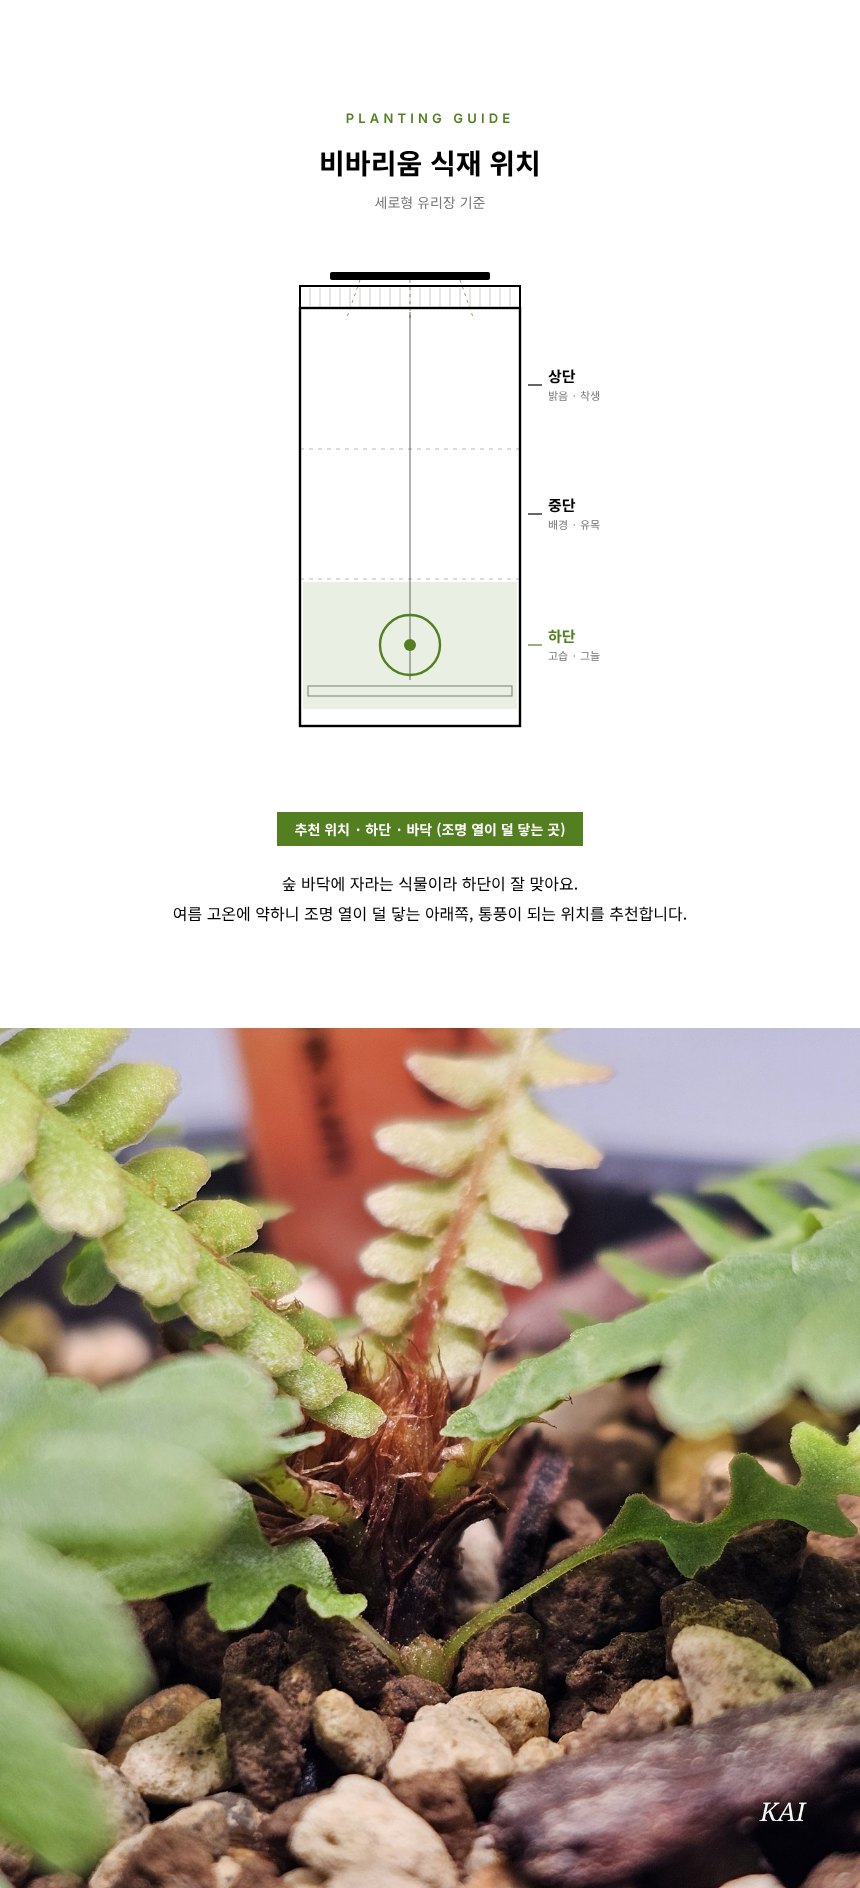 PLANTING GUIDE
비바리움 식재 위치
세로형 유리장 기준
상단
밝음 · 착생
중단
배경 · 유목
하단
고습 · 그늘
추천 위치 · 하단 · 바닥 (조명 열이 덜 닿는 곳)
숲 바닥에 자라는 식물이라 하단이 잘 맞아요.
여름 고온에 약하니 조명 열이 덜 닿는 아래쪽, 통풍이 되는 위치를 추천합니다.
KAI